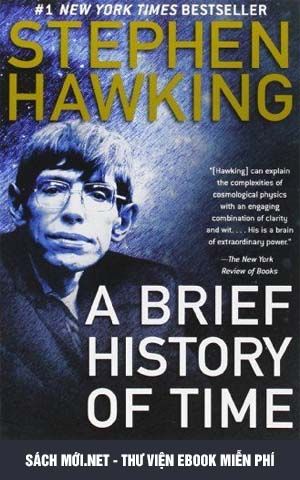 #1 NEW YORK TIMES BESTSELLER
STEPHEN
HAWKING
"[Hawking] can explain
the complexities of
cosmological physics
with an engaging
combination of clarity
and wit. . . . His is a brain
of extraordinary power."
—The New York
Review of Books
A BRIEF
HISTORY
OF TIME
SÁCH MỚI.NET - THƯ VIỆN EBOOK MIỄN PHÍ